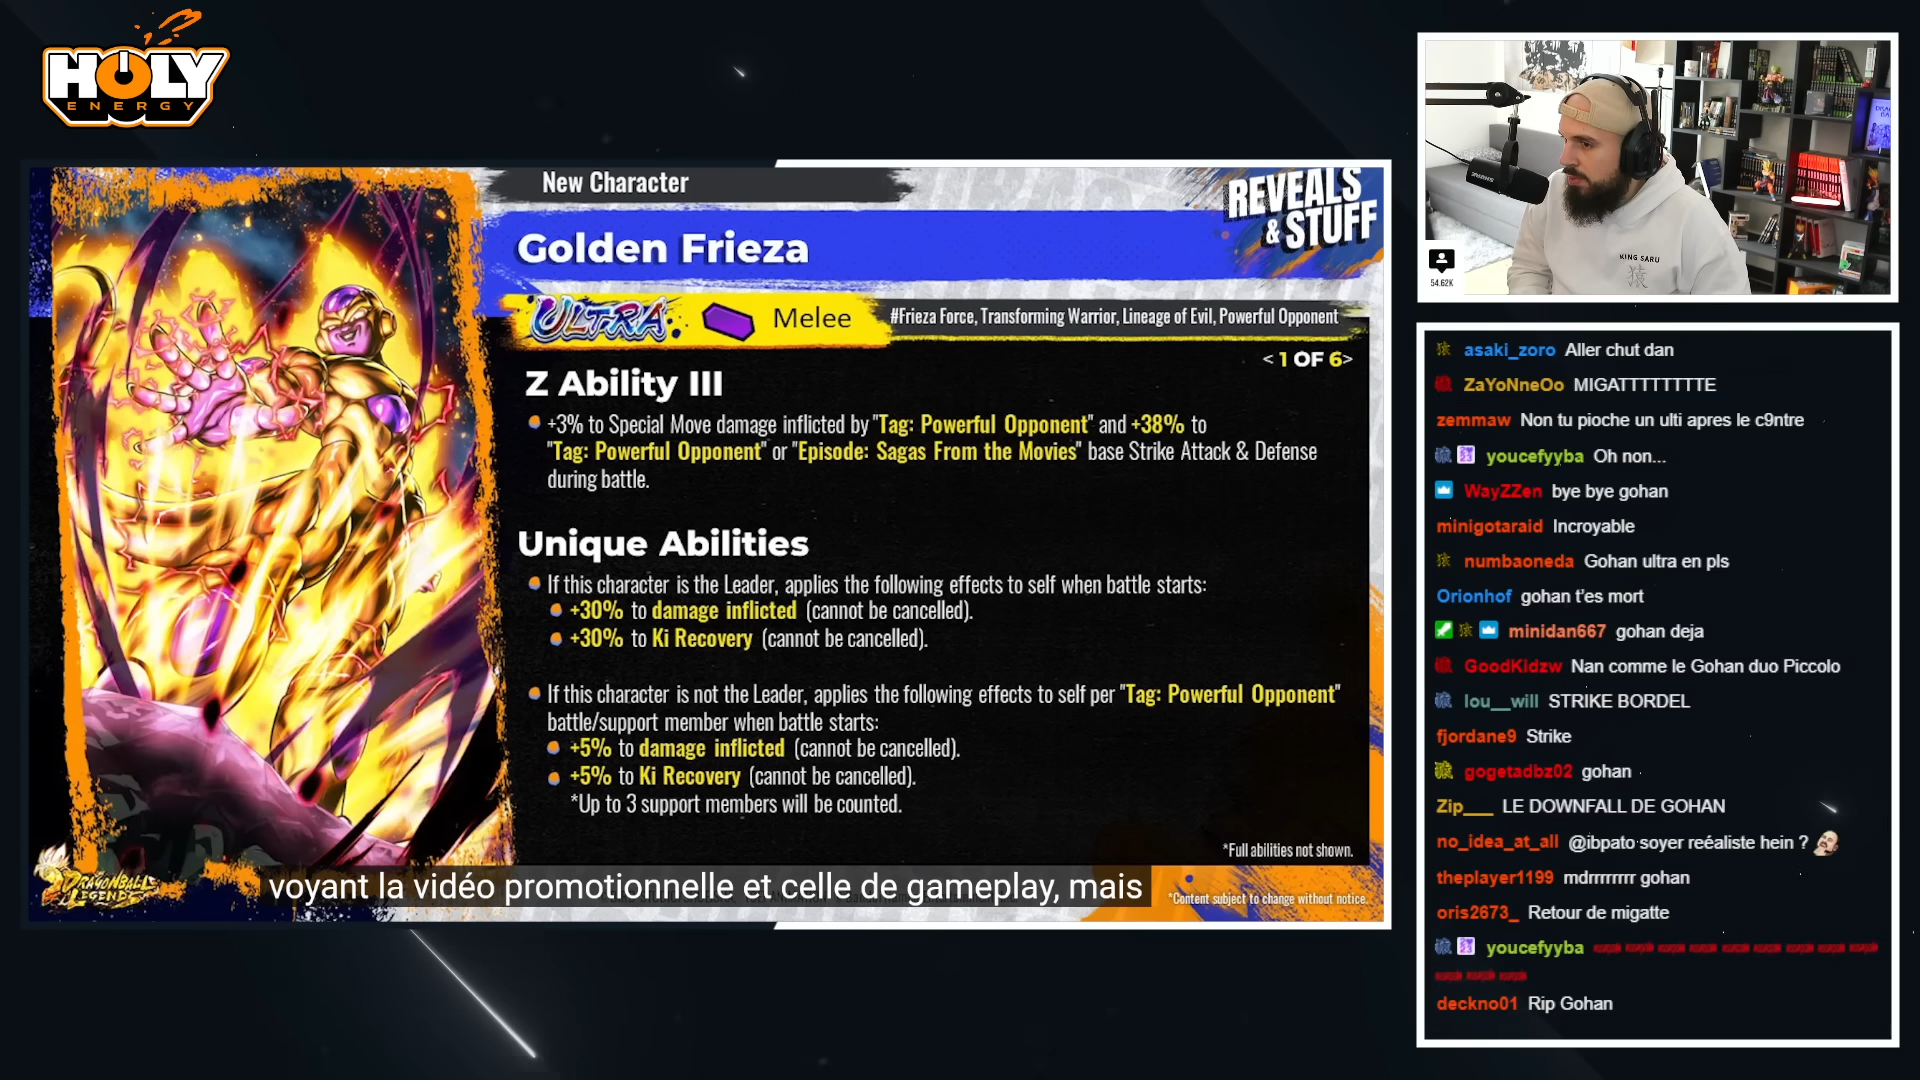 HOLY
ENERGY
New Character
REVEALS
& STUFF
Golden Frieza
ULTRA
Melee
#Frieza Force, Transforming Warrior, Lineage of Evil, Powerful Opponent
< 1 OF 6>
Z Ability III
+3% to Special Move damage inflicted by "Tag: Powerful Opponent" and +38% to
"Tag: Powerful Opponent" or "Episode: Sagas From the Movies" base Strike Attack & Defense
during battle.
Unique Abilities
If this character is the Leader, applies the following effects to self when battle starts:
+30% to damage inflicted (cannot be cancelled).
+30% to Ki Recovery (cannot be cancelled).
If this character is not the Leader, applies the following effects to self per "Tag: Powerful Opponent"
battle/support member when battle starts:
+5% to damage inflicted (cannot be cancelled).
+5% to Ki Recovery (cannot be cancelled).
*Up to 3 support members will be counted.
*Full abilities not shown.
DRAGONBALL
LEGENDS
voyant la vidéo promotionnelle et celle de gameplay, mais
*Content subject to change without notice.
KING SARU
猿
54.62K
asaki_zoro Aller chut dan
ZaYoNneOo MIGATTTTTTTTE
zemmaw Non tu pioche un ulti apres le c9ntre
youcefyyba Oh non...
WayZZen bye bye gohan
minigotaraid Incroyable
numbaoneda Gohan ultra en pls
Orionhof gohan t'es mort
minidan667 gohan deja
GoodKidzw Nan comme le Gohan duo Piccolo
lou__will STRIKE BORDEL
fjordane9 Strike
gogetadbz02 gohan
Zip___ LE DOWNFALL DE GOHAN
no_idea_at_all @ibpato soyer reéaliste hein ?
theplayer1199 mdrrrrrrrr gohan
oris2673_ Retour de migatte
youcefyyba
deckno01 Rip Gohan